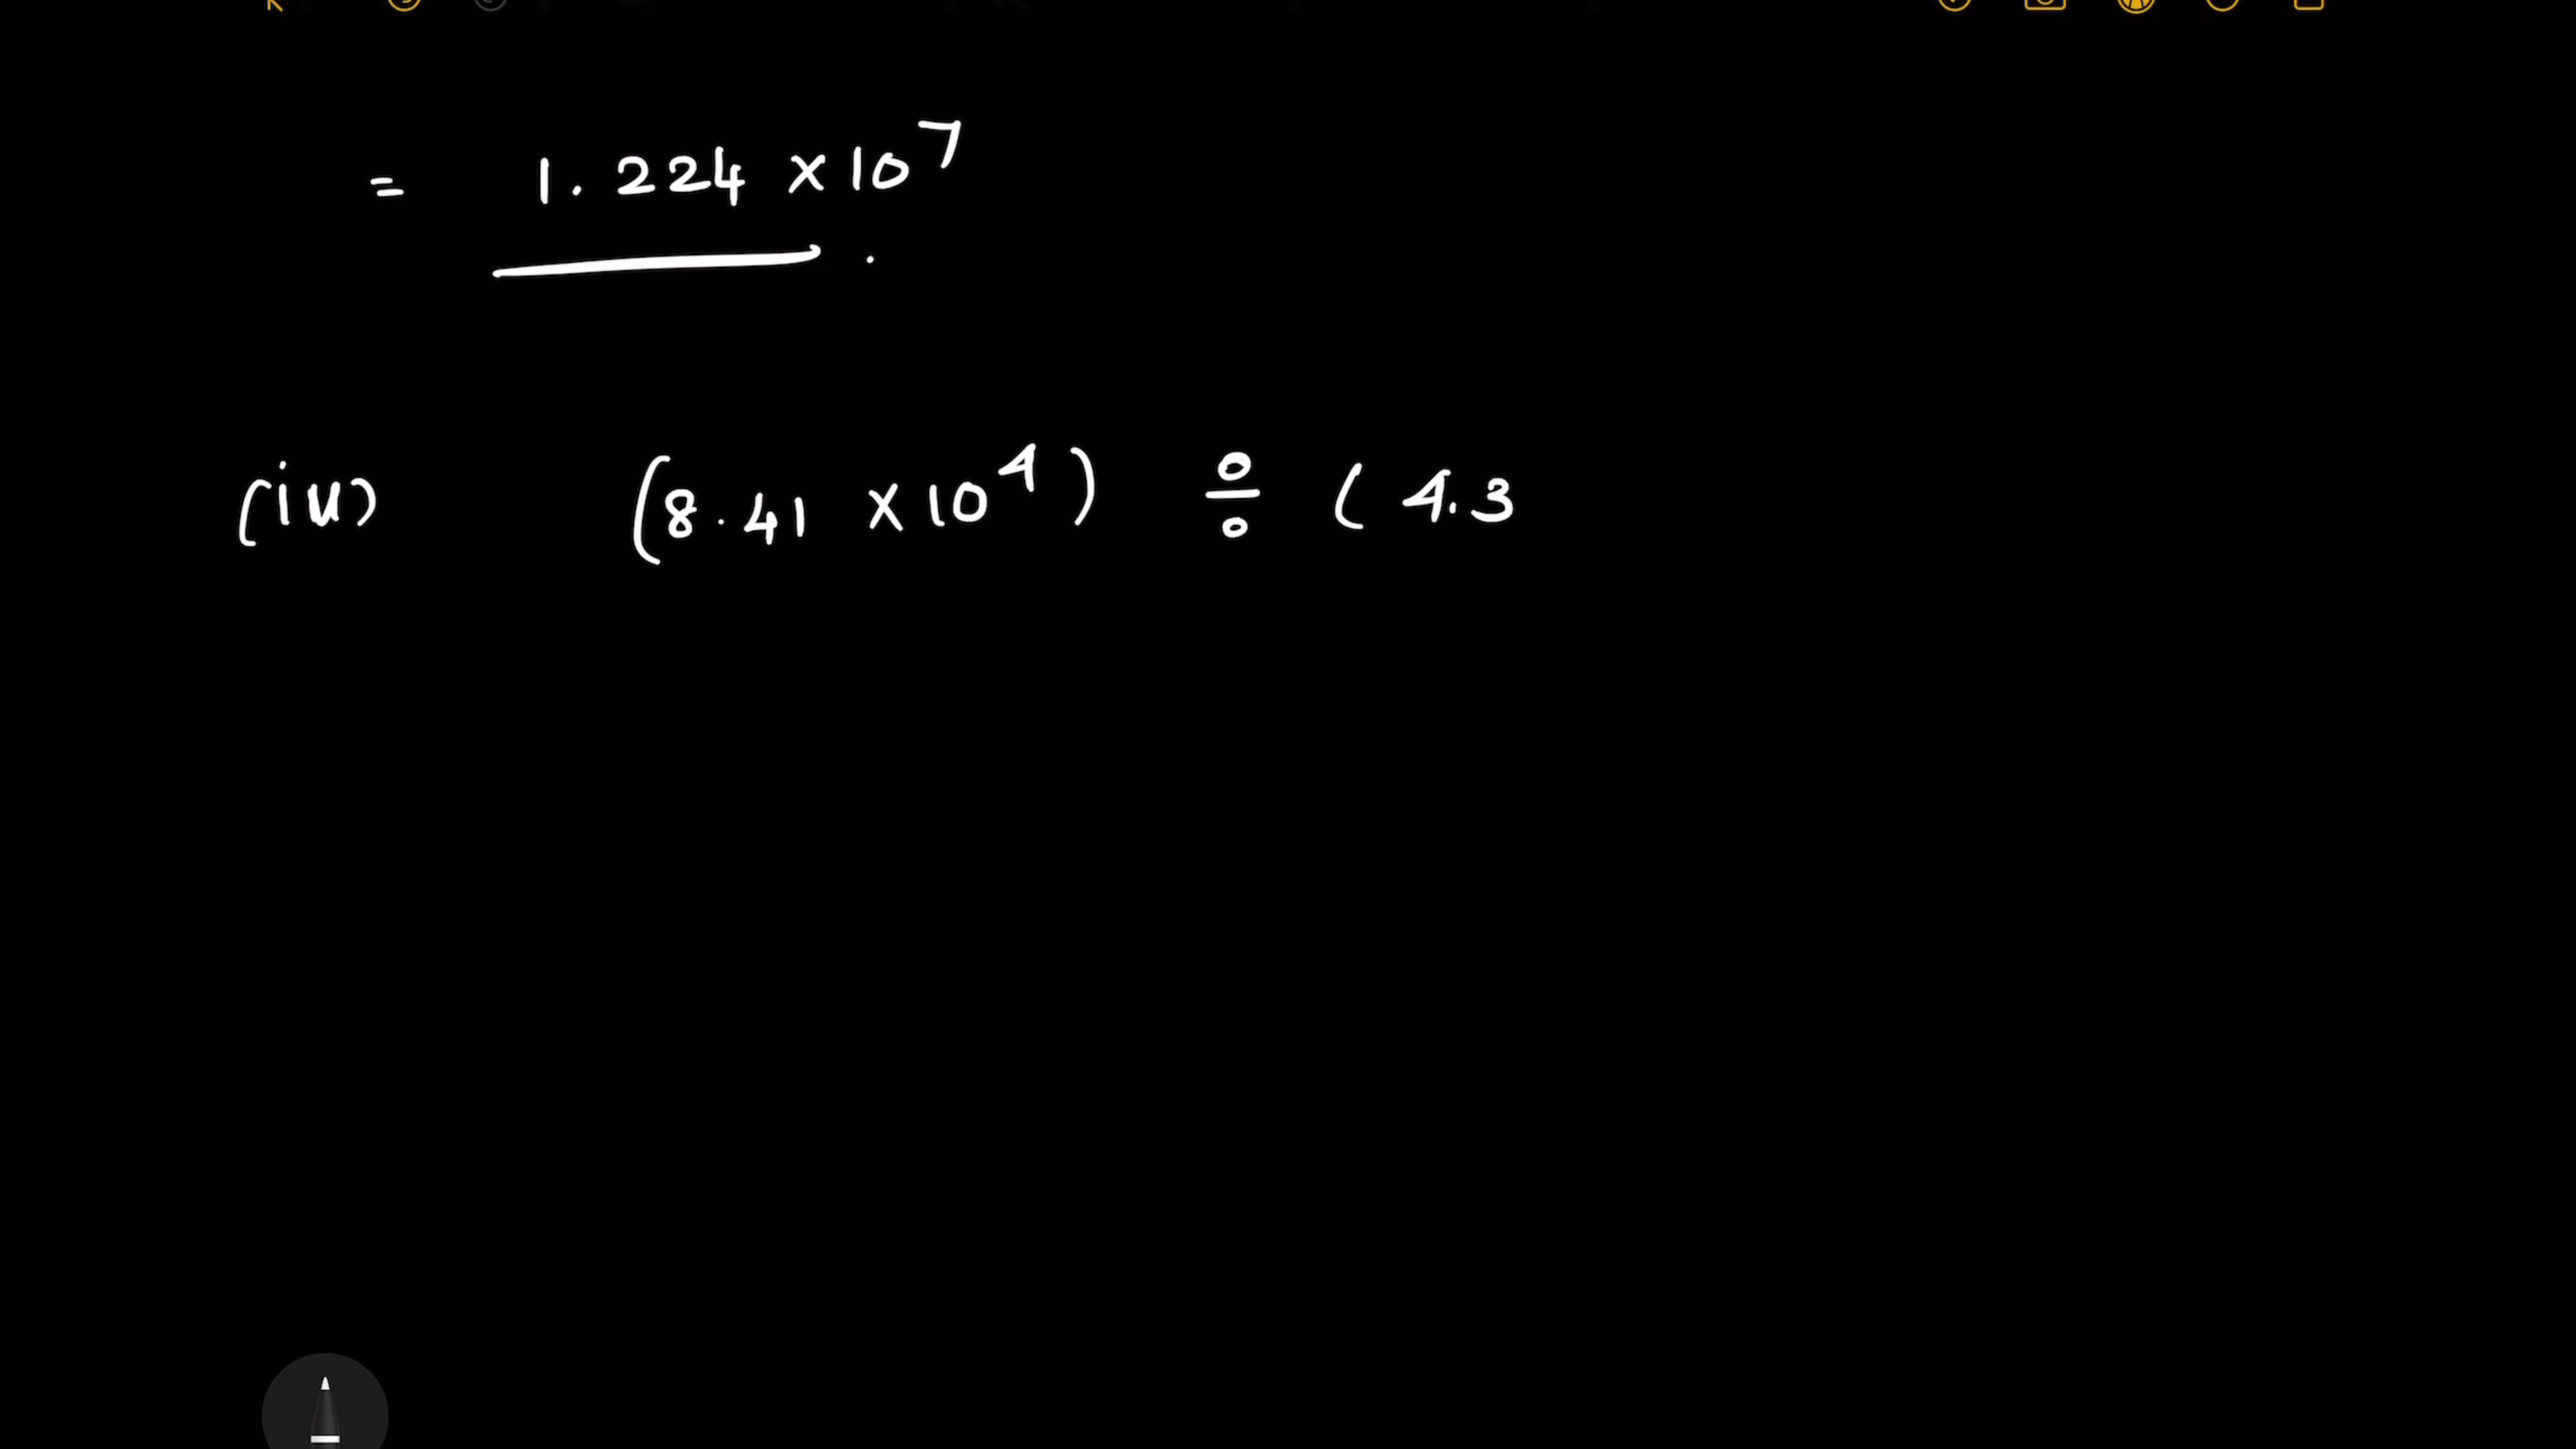 = 1.224 × 10⁷ .
(iv) (8.41 × 10⁴) ÷ ( 4.3